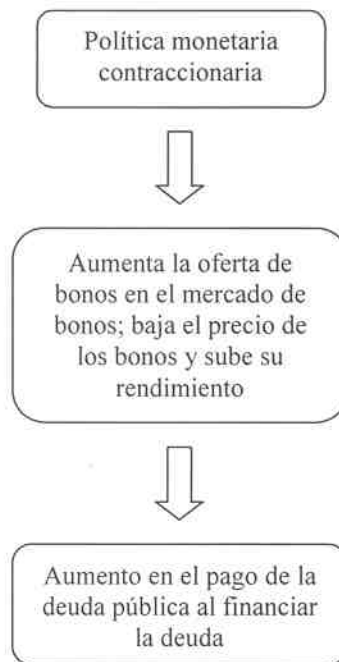 Política monetaria
contraccionaria
Aumenta la oferta de
bonos en el mercado de
bonos; baja el precio de
los bonos y sube su
rendimiento
Aumento en el pago de la
deuda pública al financiar
la deuda